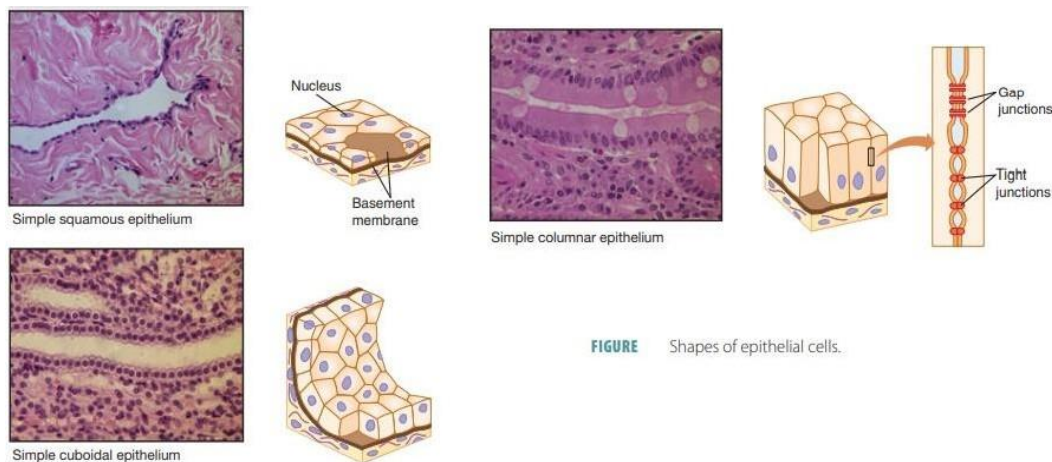 Nucleus
Basement
membrane
Simple squamous epithelium
Gap
junctions
Tight
junctions
Simple columnar epithelium
Simple cuboidal epithelium
FIGURE Shapes of epithelial cells.